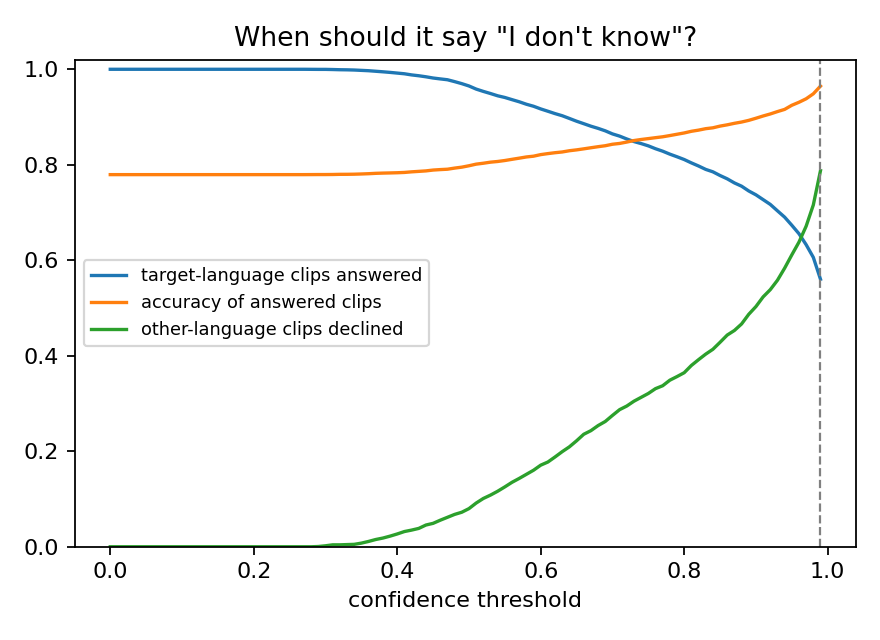 When should it say "I don't know"?
1.0
0.8
0.6
0.4
0.2
0.0
target-language clips answered
accuracy of answered clips
other-language clips declined
0.0 0.2 0.4 0.6 0.8 1.0
confidence threshold